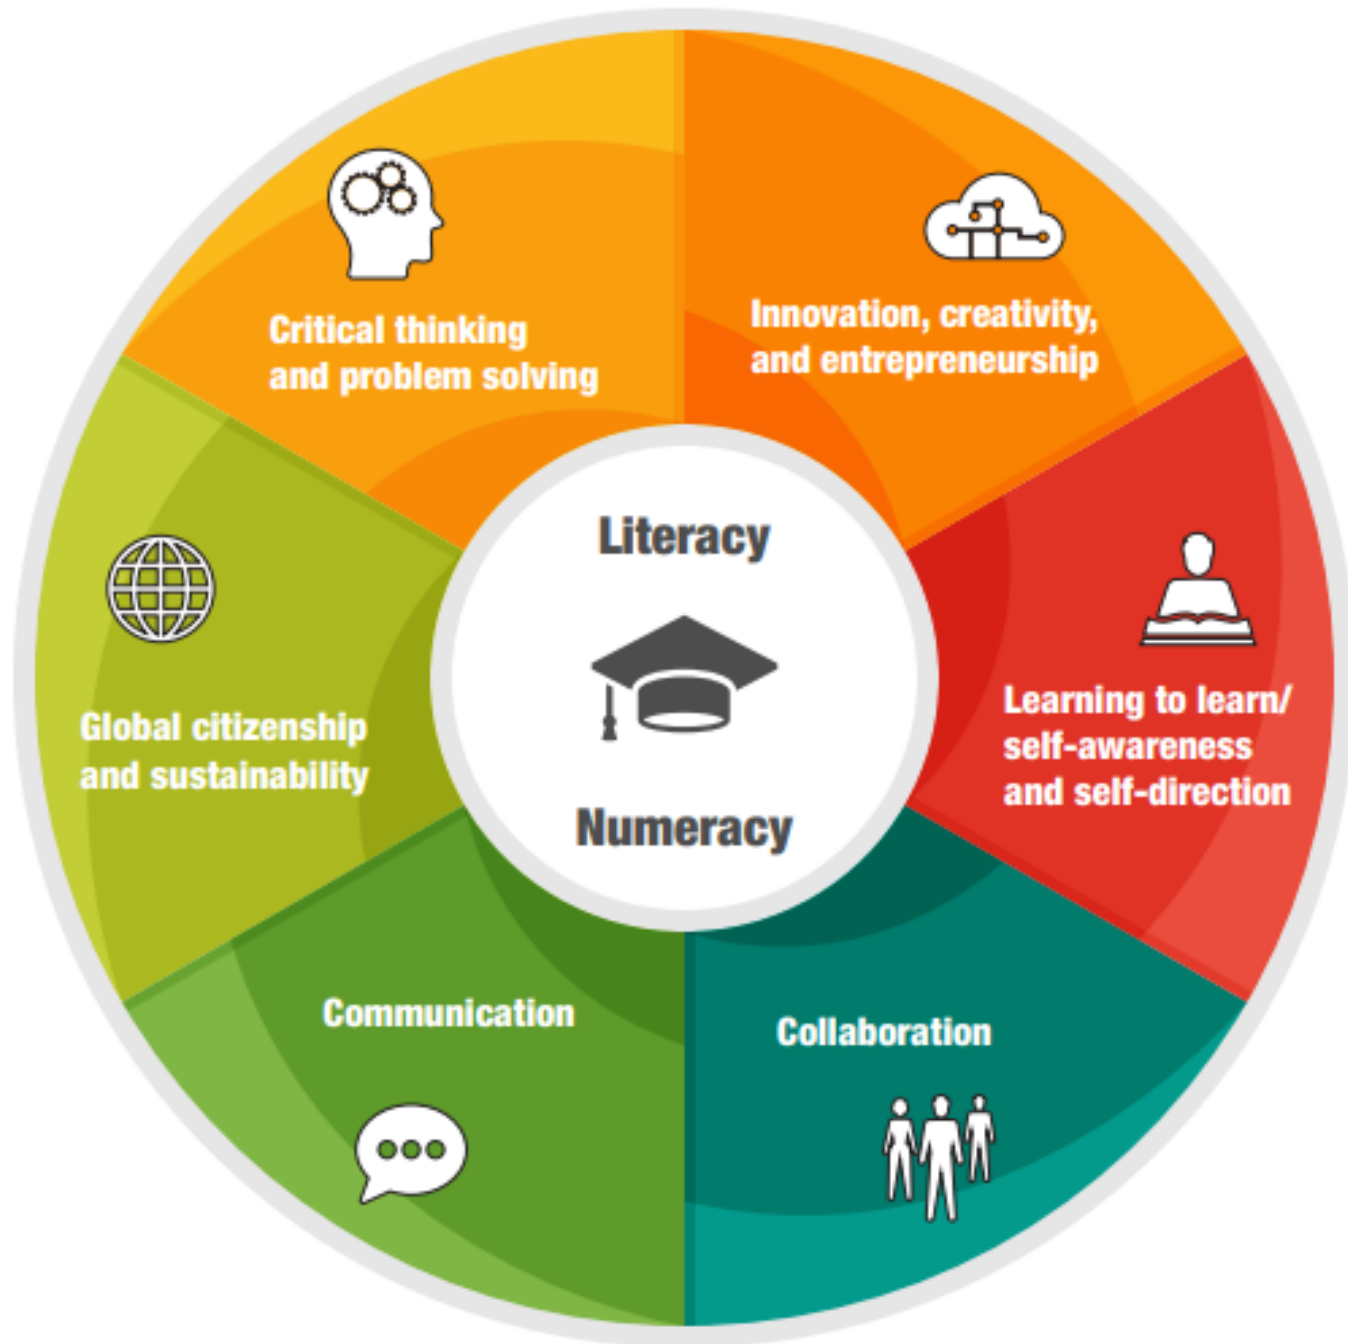 Critical thinking
and problem solving
Innovation, creativity,
and entrepreneurship
Learning to learn/
self-awareness
and self-direction
Collaboration
Communication
Global citizenship
and sustainability
Literacy
Numeracy